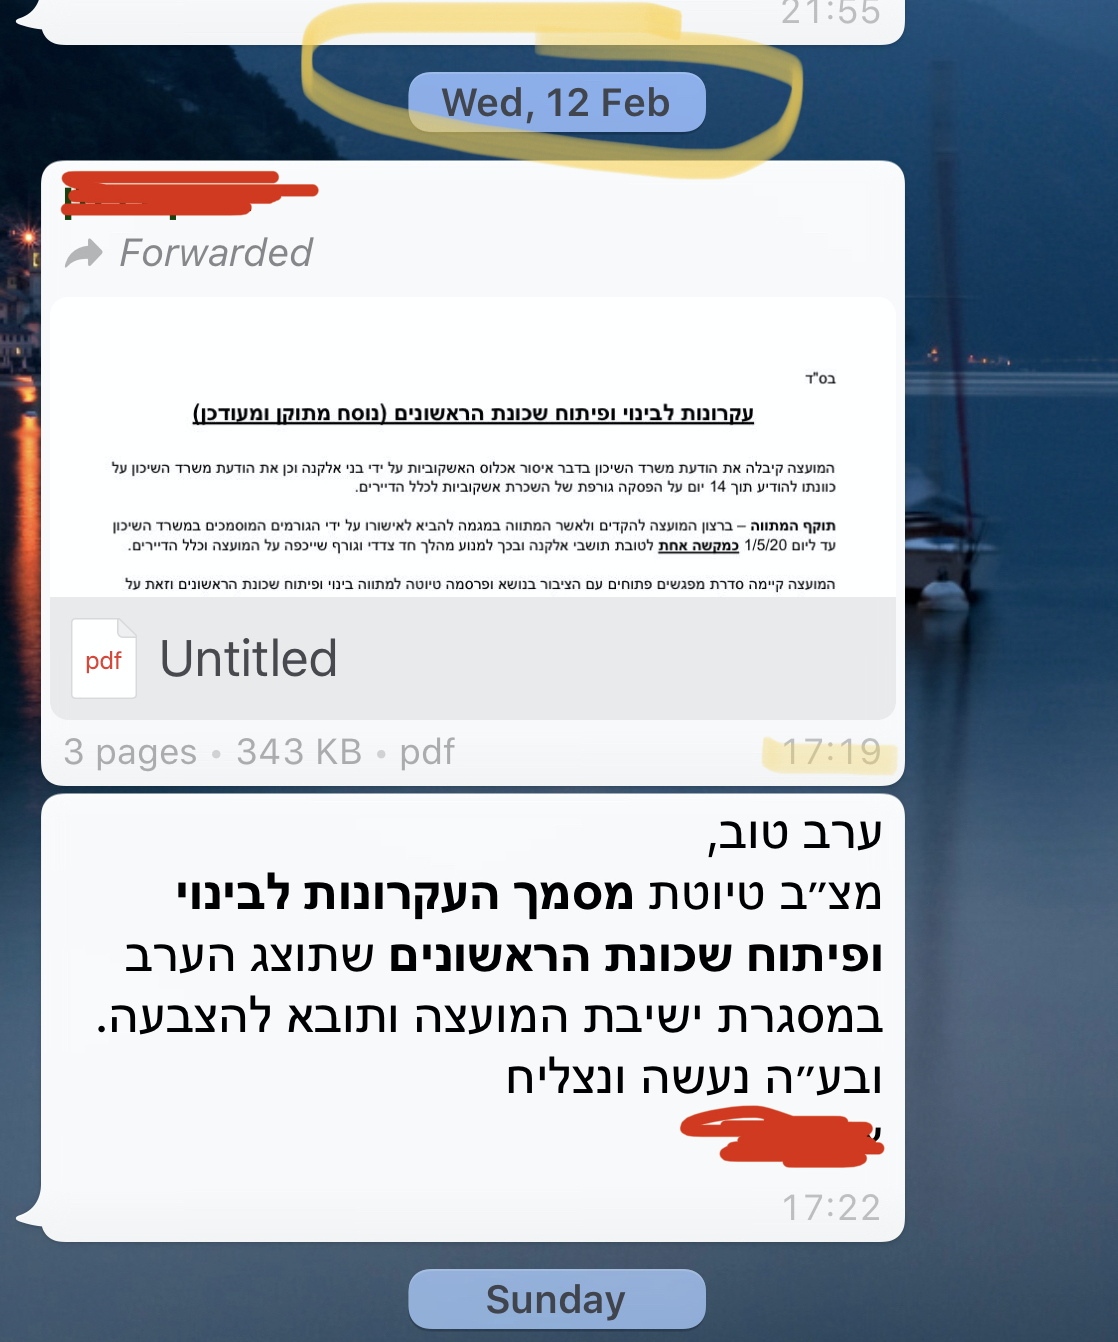 21:55
Wed, 12 Feb
Forwarded
בס"ד
עקרונות לבינוי ופיתוח שכונת הראשונים (נוסח מתוקן ומעודכן)
המועצה קיבלה את הודעת משרד השיכון בדבר איסור אכלוס האשקוביות על ידי בני אלקנה וכן את הודעת משרד השיכון על
כוונתו להודיע תוך 14 יום על הפסקה גורפת של השכרת אשקוביות לכלל הדיירים.
תוקף המתווה – ברצון המועצה להקדים ולאשר המתווה במגמה להביא לאישורו על ידי הגורמים המוסמכים במשרד השיכון
עד ליום 1/5/20 כמקשה אחת לטובת תושבי אלקנה ובכך למנוע מהלך חד צדדי וגורף שייכפה על המועצה וכלל הדיירים.
המועצה קיימה סדרת מפגשים פתוחים עם הציבור בנושא ופרסמה טיוטה למתווה בינוי ופיתוח שכונת הראשונים וזאת על
pdf
Untitled
3 pages • 343 KB • pdf
17:19
ערב טוב,
מצ״ב טיוטת מסמך העקרונות לבינוי
ופיתוח שכונת הראשונים שתוצג הערב
במסגרת ישיבת המועצה ותובא להצבעה.
ובע״ה נעשה ונצליח
17:22
Sunday